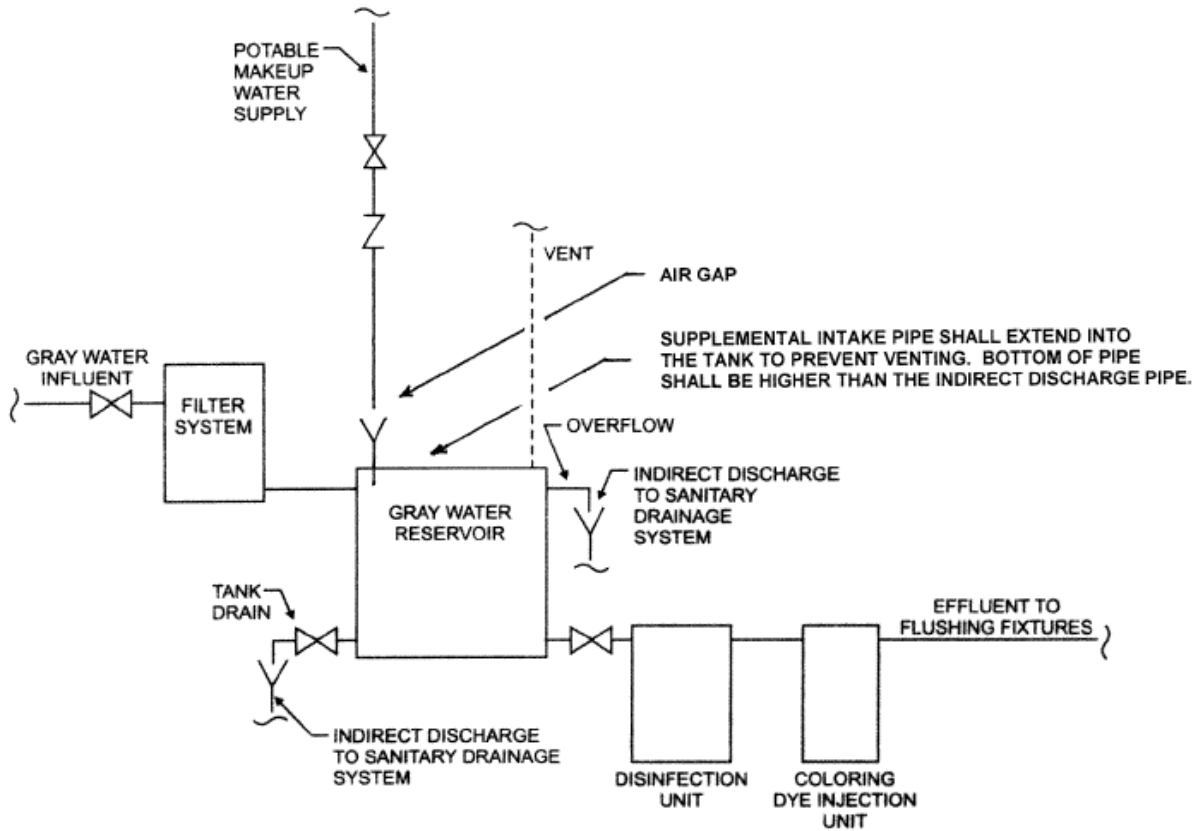 POTABLE
MAKEUP
WATER
SUPPLY
VENT
AIR GAP
SUPPLEMENTAL INTAKE PIPE SHALL EXTEND INTO
THE TANK TO PREVENT VENTING. BOTTOM OF PIPE
SHALL BE HIGHER THAN THE INDIRECT DISCHARGE PIPE.
GRAY WATER
INFLUENT
FILTER
SYSTEM
OVERFLOW
GRAY WATER
RESERVOIR
INDIRECT DISCHARGE
TO SANITARY
DRAINAGE
SYSTEM
TANK
DRAIN
EFFLUENT TO
FLUSHING FIXTURES
INDIRECT DISCHARGE
TO SANITARY DRAINAGE
SYSTEM
DISINFECTION
UNIT
COLORING
DYE INJECTION
UNIT